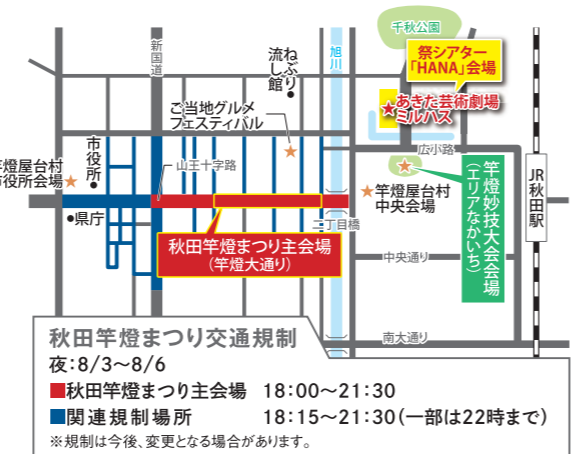 千秋公園
祭シアター
「HANA」会場
あきた芸術劇場
ミルハス
新国道
ねぶり
流し館
旭川
ご当地グルメ
フェスティバル
市役所
広小路
山王十字路
竿燈屋台村
市役所会場
県庁
竿燈屋台村
中央会場
竿燈妙技大会会場
(エリアなかいち)
JR秋田駅
二丁目橋
秋田竿燈まつり主会場
(竿燈大通り)
中央通り
南大通り
秋田竿燈まつり交通規制
夜:8/3〜8/6
秋田竿燈まつり主会場 18:00〜21:30
関連規制場所 18:15〜21:30(一部は22時まで)
※規制は今後、変更となる場合があります。